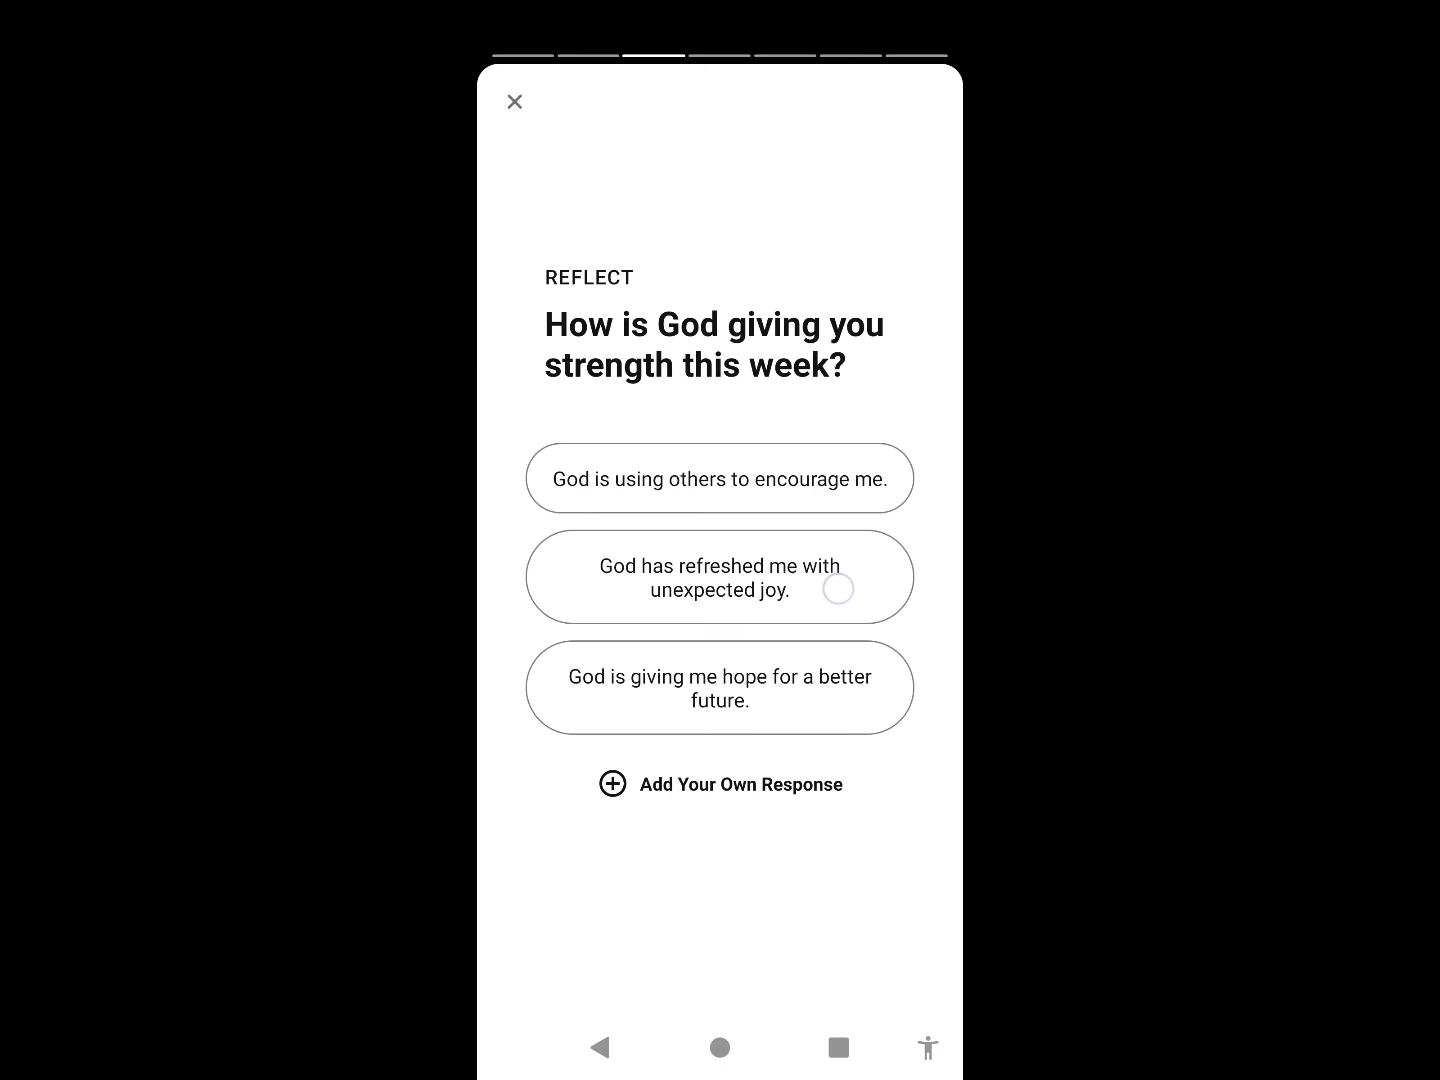 REFLECT
How is God giving you
strength this week?
God is using others to encourage me.
God has refreshed me with
unexpected joy.
God is giving me hope for a better
future.
Add Your Own Response